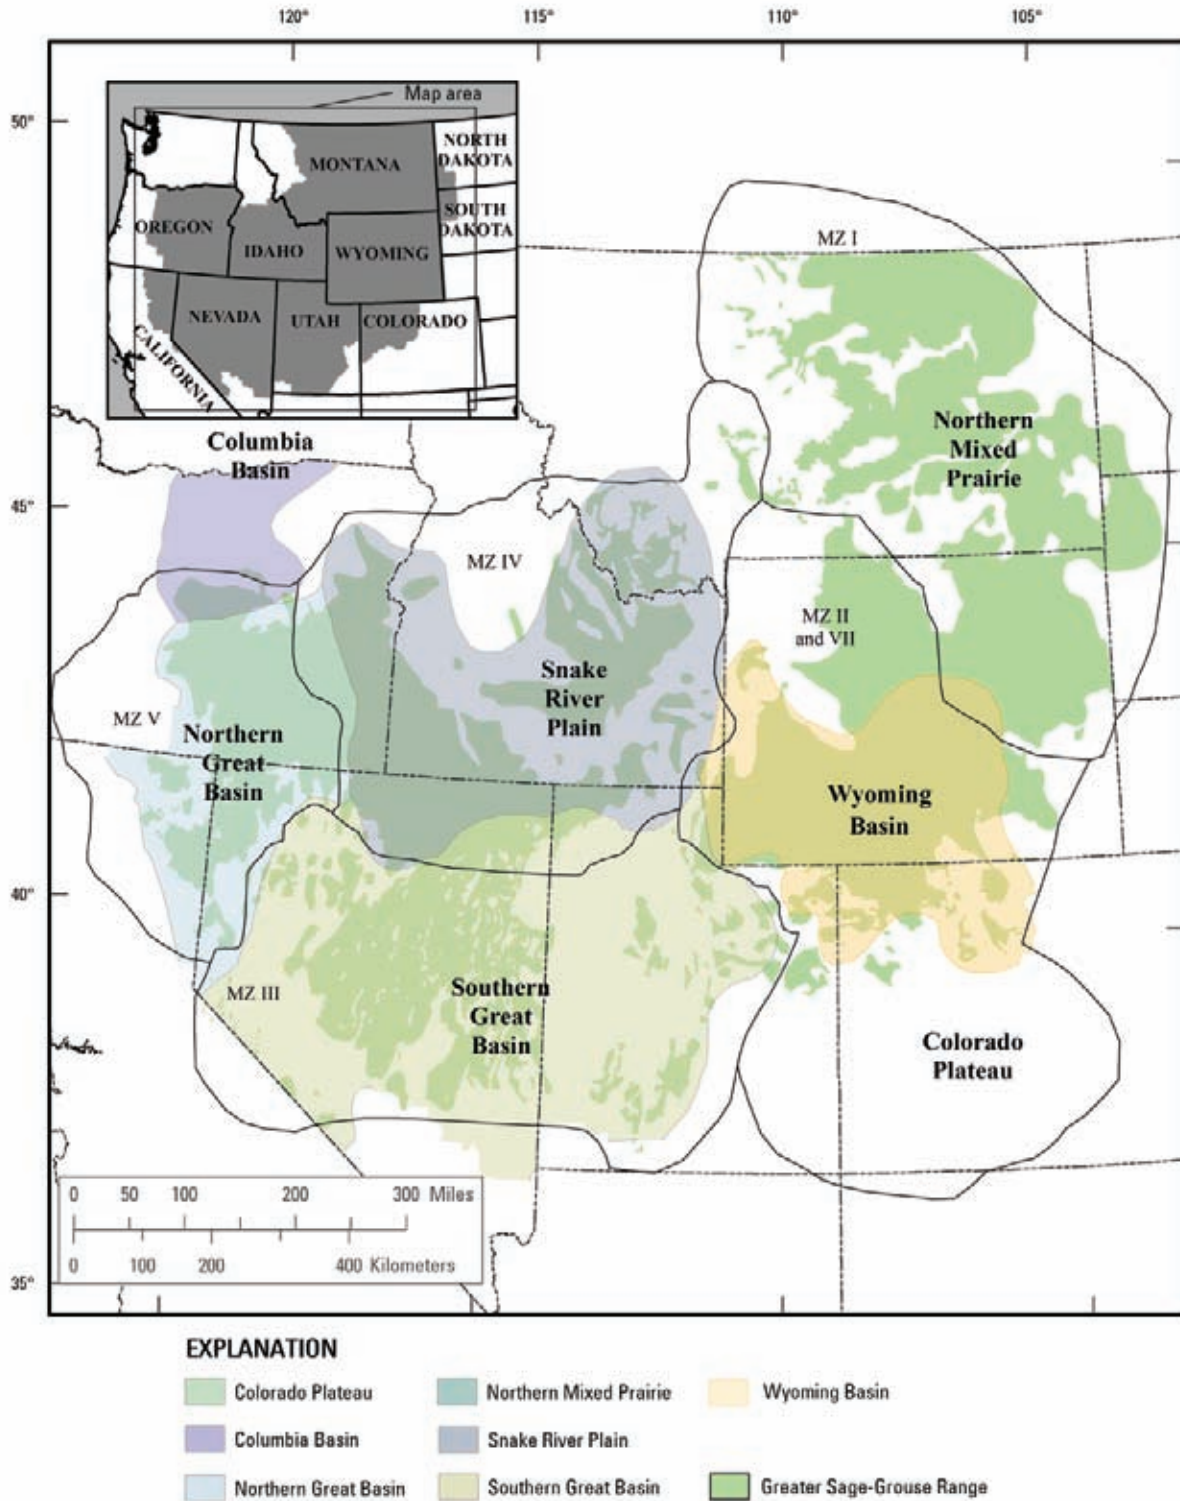 120°
115°
110°
105°
50°
45°
40°
35°
Map area
NORTH
DAKOTA
MONTANA
SOUTH
DAKOTA
OREGON
IDAHO
WYOMING
NEVADA
UTAH
COLORADO
CALIFORNIA
MZ I
Columbia
Basin
Northern
Mixed
Prairie
MZ IV
MZ II
and VII
Snake
River
Plain
MZ V
Northern
Great
Basin
Wyoming
Basin
MZ III
Southern
Great
Basin
Colorado
Plateau
0 50 100 200 300 Miles
0 100 200 400 Kilometers
EXPLANATION
Colorado Plateau
Northern Mixed Prairie
Wyoming Basin
Columbia Basin
Snake River Plain
Northern Great Basin
Southern Great Basin
Greater Sage-Grouse Range